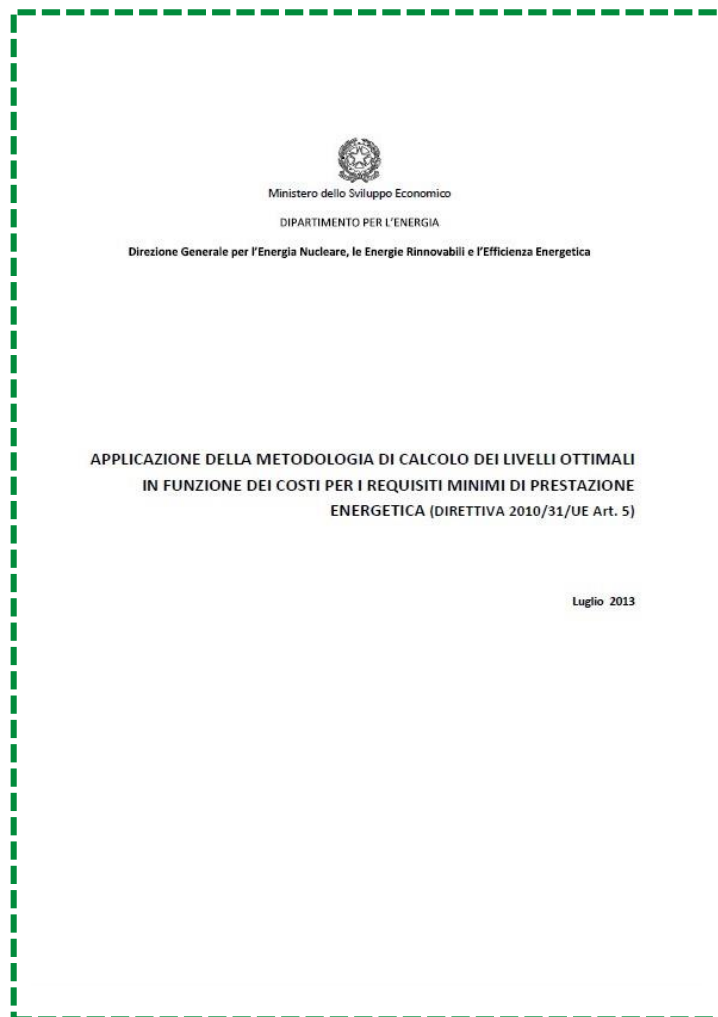 Ministero dello Sviluppo Economico
DIPARTIMENTO PER L'ENERGIA
Direzione Generale per l'Energia Nucleare, le Energie Rinnovabili e l'Efficienza Energetica
APPLICAZIONE DELLA METODOLOGIA DI CALCOLO DEI LIVELLI OTTIMALI
IN FUNZIONE DEI COSTI PER I REQUISITI MINIMI DI PRESTAZIONE
ENERGETICA (DIRETTIVA 2010/31/UE Art. 5)
Luglio 2013